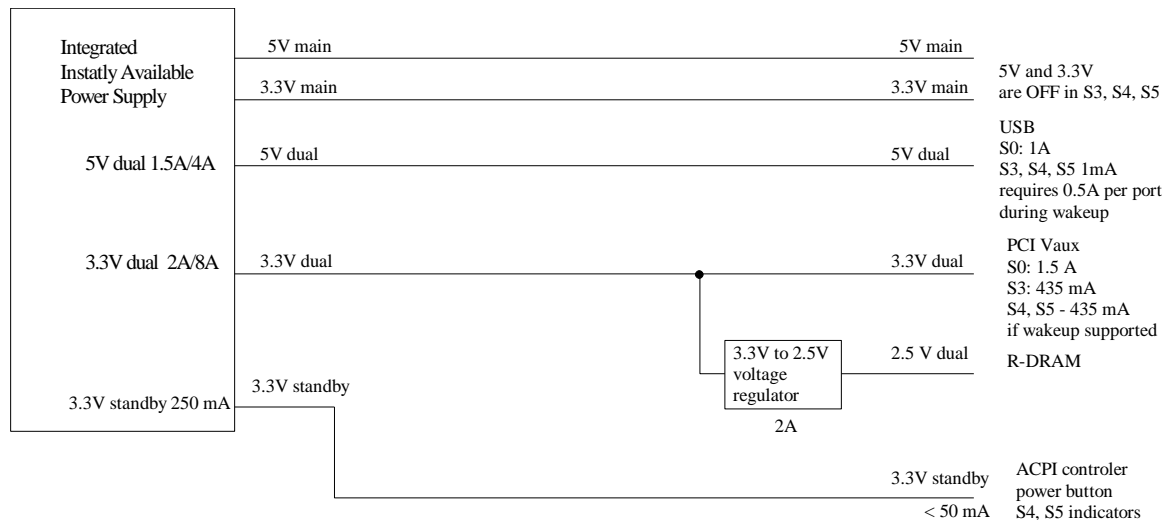 Integrated
Instatly Available
Power Supply
5V main
5V main
3.3V main
3.3V main
5V and 3.3V
are OFF in S3, S4, S5
5V dual 1.5A/4A
5V dual
5V dual
USB
S0: 1A
S3, S4, S5 1mA
requires 0.5A per port
during wakeup
3.3V dual 2A/8A
3.3V dual
3.3V dual
PCI Vaux
S0: 1.5 A
S3: 435 mA
S4, S5 - 435 mA
if wakeup supported
3.3V to 2.5V
voltage
regulator
2A
2.5 V dual
R-DRAM
3.3V standby 250 mA
3.3V standby
3.3V standby
< 50 mA
ACPI controler
power button
S4, S5 indicators